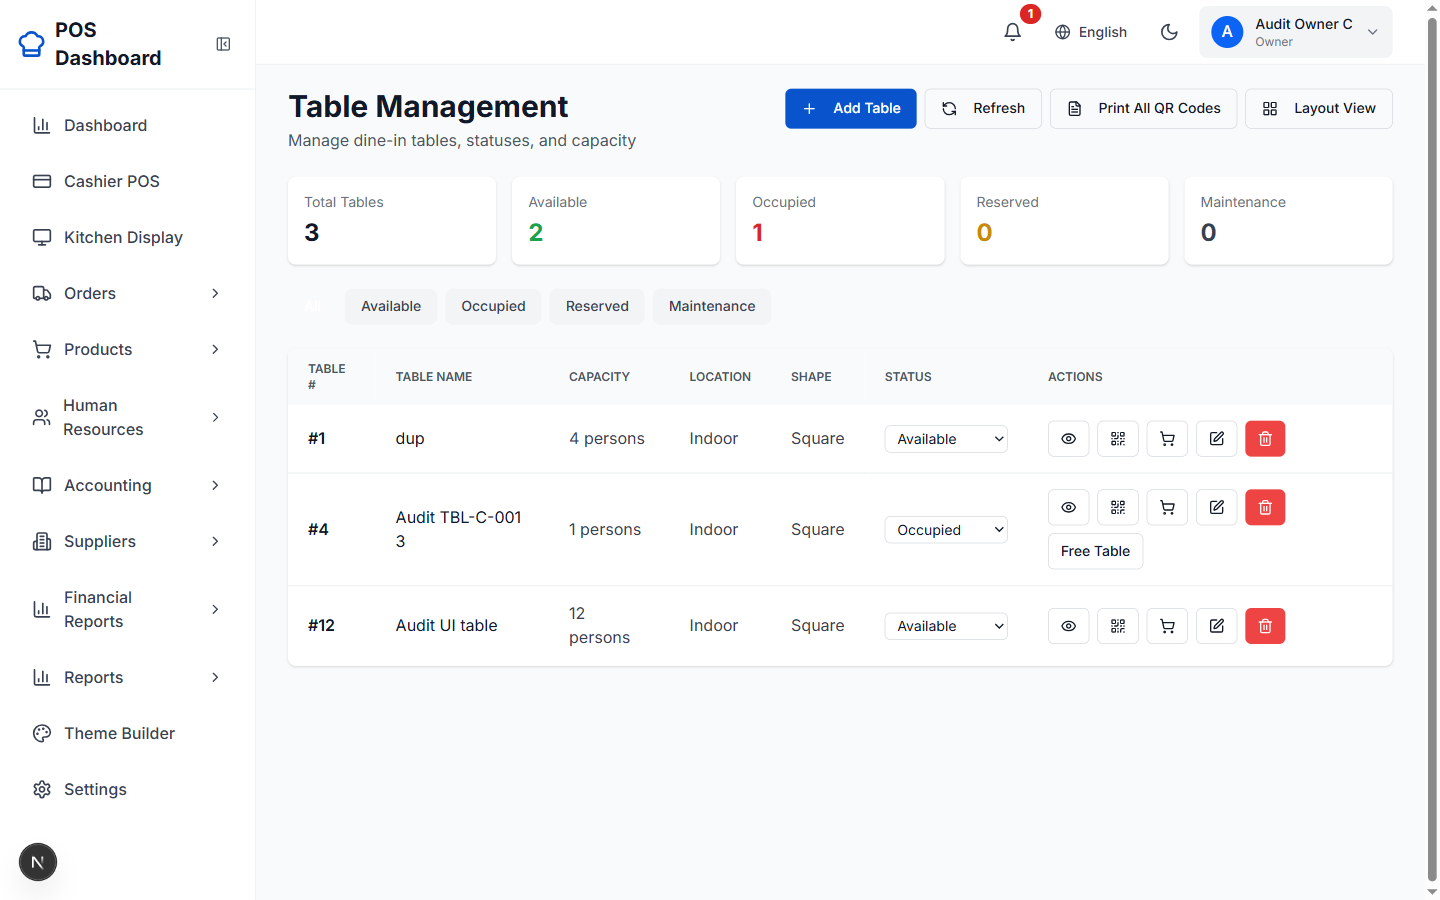 POS
Dashboard
1
English
A
Audit Owner C
Owner
Dashboard
Cashier POS
Kitchen Display
Orders
Products
Human
Resources
Accounting
Suppliers
Financial
Reports
Reports
Theme Builder
Settings
N
Table Management
Manage dine-in tables, statuses, and capacity
Add Table
Refresh
Print All QR Codes
Layout View
Total Tables
3
Available
2
Occupied
1
Reserved
0
Maintenance
0
All
Available
Occupied
Reserved
Maintenance
TABLE
#
TABLE NAME
CAPACITY
LOCATION
SHAPE
STATUS
ACTIONS
#1
dup
4 persons
Indoor
Square
Available
#4
Audit TBL-C-001
3
1 persons
Indoor
Square
Occupied
Free Table
#12
Audit UI table
12
persons
Indoor
Square
Available